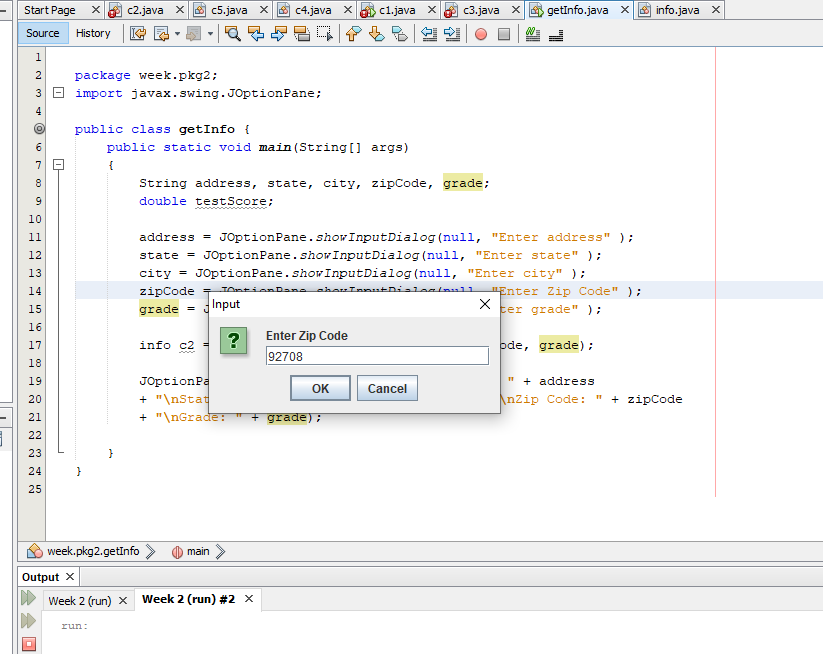 Start Page c2.java c5.java c4.java c1.java c3.java getInfo.java info.java
Source History
1
2 package week.pkg2;
3 import javax.swing.JOptionPane;
4
public class getInfo {
6 public static void main(String[] args)
7 {
8 String address, state, city, zipCode, grade;
9 double testScore;
10
11 address = JOptionPane.showInputDialog(null, "Enter address" );
12 state = JOptionPane.showInputDialog(null, "Enter state" );
13 city = JOptionPane.showInputDialog(null, "Enter city" );
14 zipCode = JOptionPane.showInputDialog(null, "Enter Zip Code" );
15 grade = ter grade" );
16
17 info c2 = ode, grade);
18
19 JOptionPa " + address
20 + "\nStat \nZip Code: " + zipCode
21 + "\nGrade: " + grade);
22
23 }
24 }
25
Input
?
Enter Zip Code
92708
OK Cancel
week.pkg2.getInfo main
Output
Week 2 (run) Week 2 (run) #2
run: